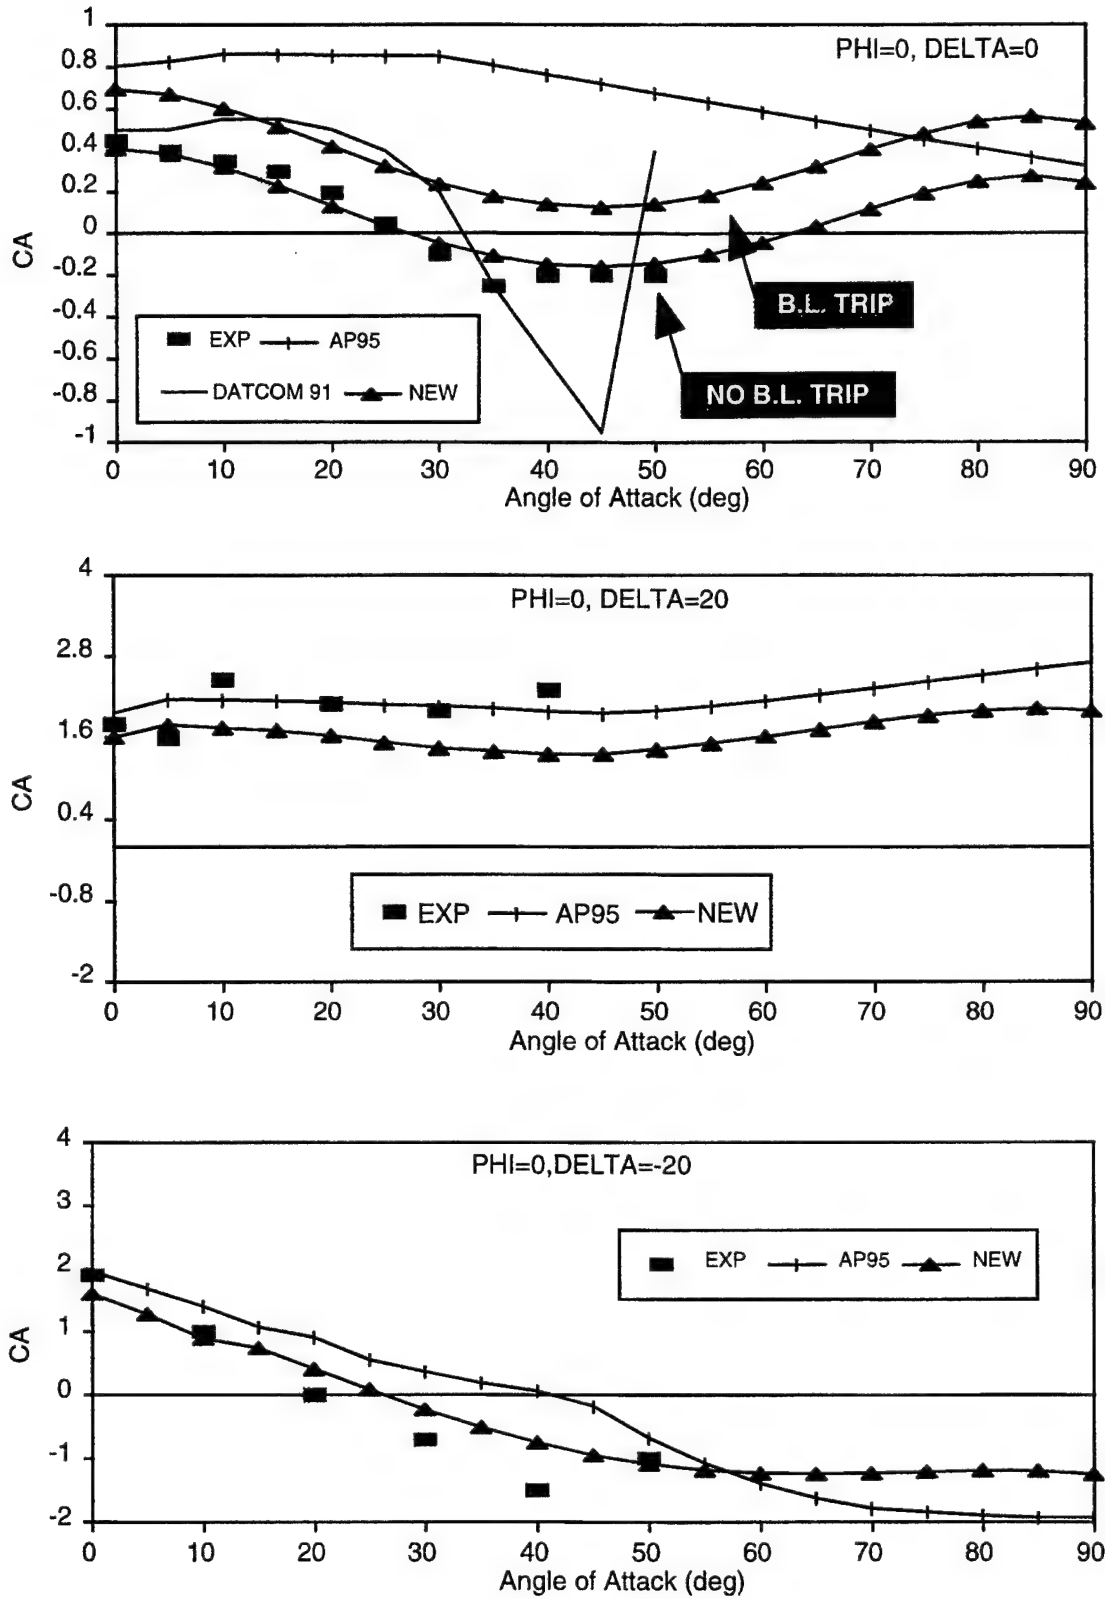 1
PHI=0, DELTA=0
0.8
0.6
0.4
0.2
0
CA
-0.2
B.L. TRIP
-0.4
EXP AP95
-0.6
DATCOM 91 NEW
NO B.L. TRIP
-0.8
-1
0 10 20 30 40 50 60 70 80 90
Angle of Attack (deg)
4
PHI=0, DELTA=20
2.8
1.6
CA
0.4
-0.8
EXP AP95 NEW
-2
0 10 20 30 40 50 60 70 80 90
Angle of Attack (deg)
4
PHI=0,DELTA=-20
3
2
EXP AP95 NEW
1
CA
0
-1
-2
0 10 20 30 40 50 60 70 80 90
Angle of Attack (deg)